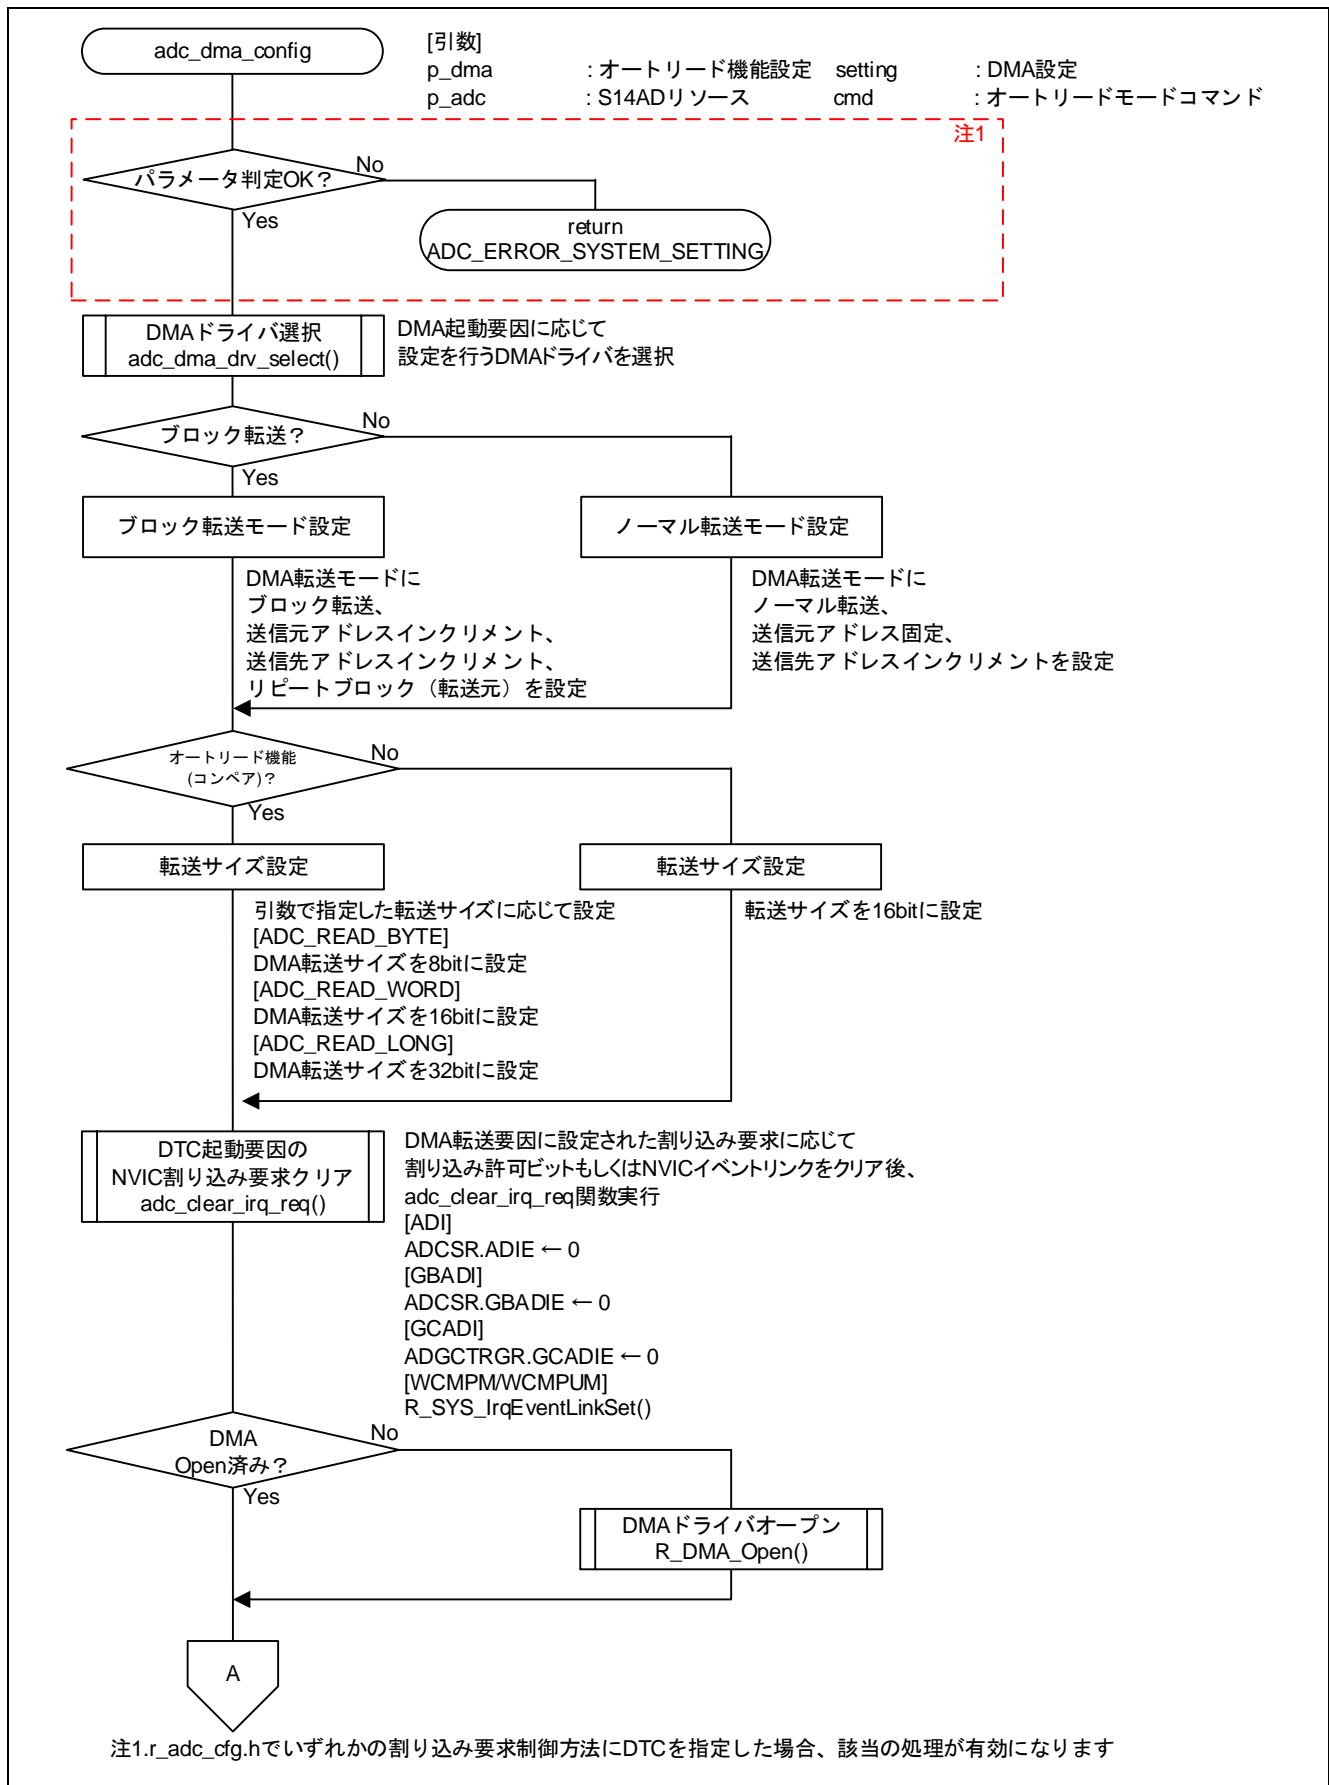 adc_dma_config
[引数]
p_dma : オートリード機能設定 setting : DMA設定
p_adc : S14ADリソース cmd : オートリードモードコマンド
注1
パラメータ判定OK?
No
Yes
return
ADC_ERROR_SYSTEM_SETTING
DMAドライバ選択
adc_dma_drv_select()
DMA起動要因に応じて
設定を行うDMAドライバを選択
ブロック転送?
No
Yes
ブロック転送モード設定
ノーマル転送モード設定
DMA転送モードに
ブロック転送、
送信元アドレスインクリメント、
送信先アドレスインクリメント、
リピートブロック(転送元)を設定
DMA転送モードに
ノーマル転送、
送信元アドレス固定、
送信先アドレスインクリメントを設定
オートリード機能
(コンペア)?
No
Yes
転送サイズ設定
転送サイズ設定
引数で指定した転送サイズに応じて設定
[ADC_READ_BYTE]
DMA転送サイズを8bitに設定
[ADC_READ_WORD]
DMA転送サイズを16bitに設定
[ADC_READ_LONG]
DMA転送サイズを32bitに設定
転送サイズを16bitに設定
DTC起動要因の
NVIC割り込み要求クリア
adc_clear_irq_req()
DMA転送要因に設定された割り込み要求に応じて
割り込み許可ビットもしくはNVICイベントリンクをクリア後、
adc_clear_irq_req関数実行
[ADI]
ADCSR.ADIE ← 0
[GBADI]
ADCSR.GBADIE ← 0
[GCADI]
ADGCTRGR.GCADIE ← 0
[WCMPM/WCMPUM]
R_SYS_IrqEventLinkSet()
DMA
Open済み?
No
Yes
DMAドライバオープン
R_DMA_Open()
A
注1.r_adc_cfg.hでいずれかの割り込み要求制御方法にDTCを指定した場合、該当の処理が有効になります